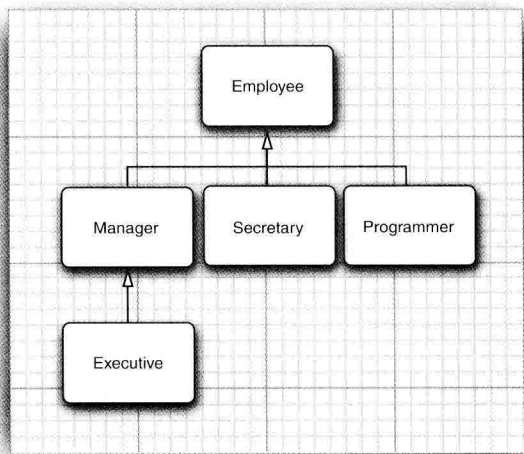 Employee
Manager
Secretary
Programmer
Executive